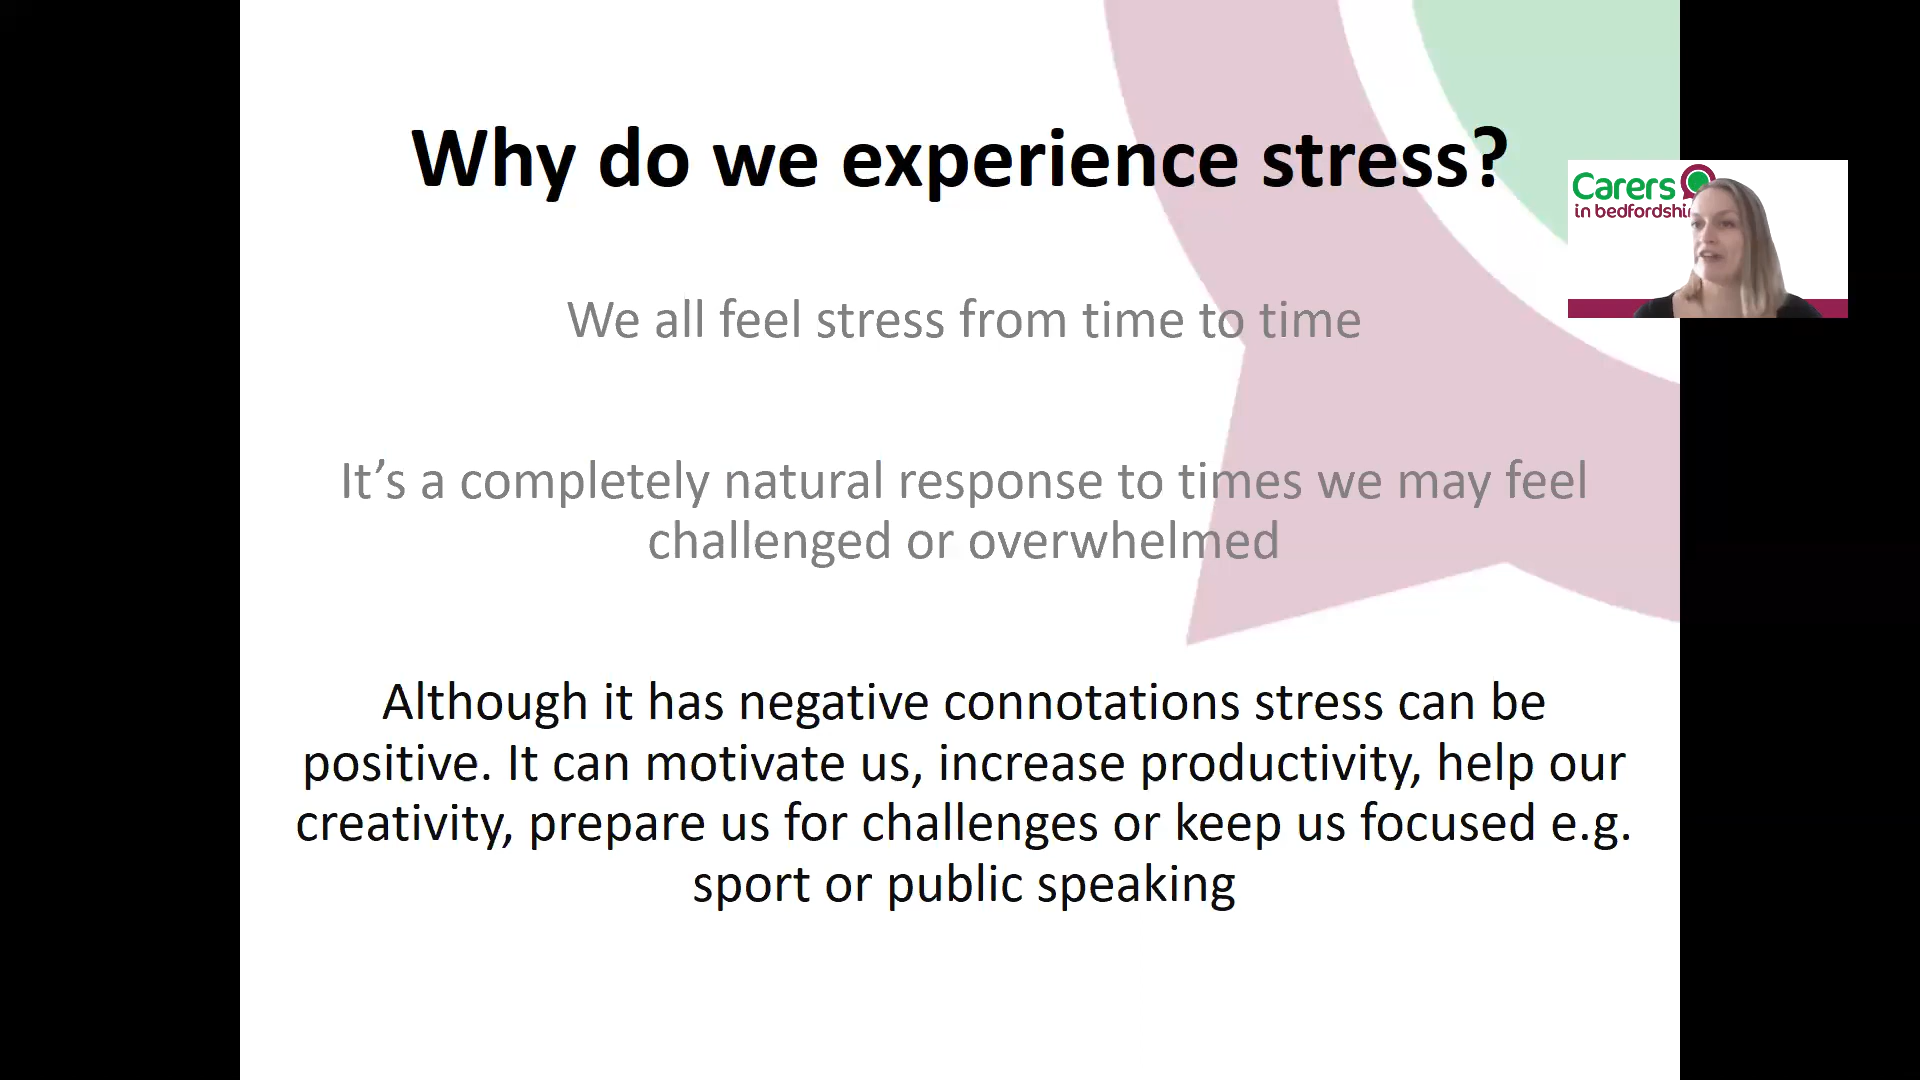 Why do we experience stress?
Carers
in bedfordshi
We all feel stress from time to time
It’s a completely natural response to times we may feel
challenged or overwhelmed
Although it has negative connotations stress can be
positive. It can motivate us, increase productivity, help our
creativity, prepare us for challenges or keep us focused e.g.
sport or public speaking